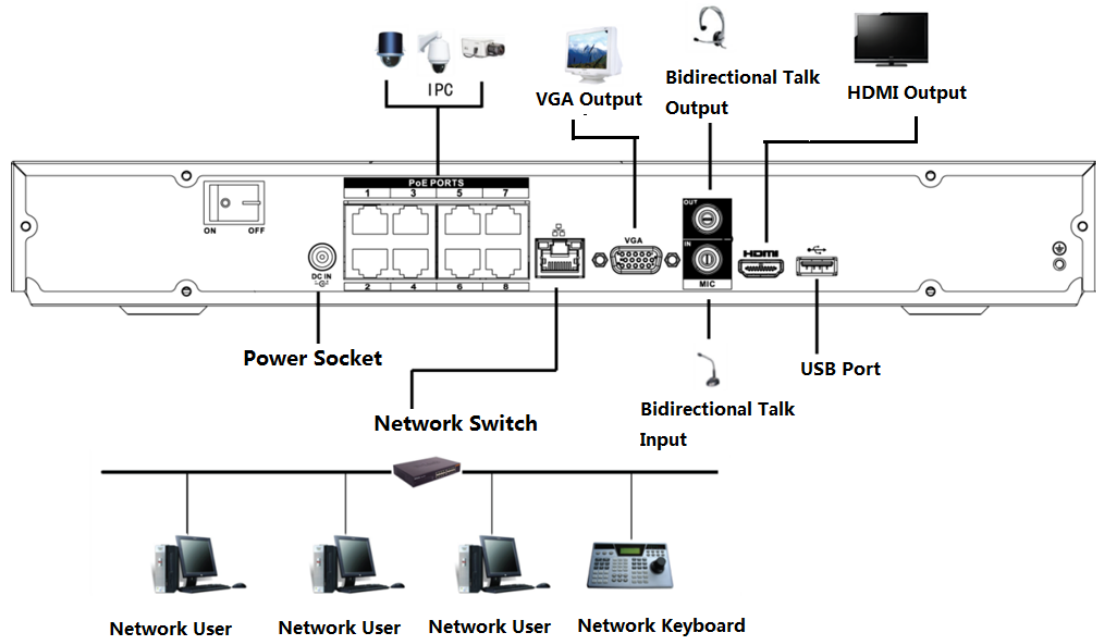 IPC
VGA Output
Bidirectional Talk
Output
HDMI Output
PoE PORTS
1 3 5 7
ON OFF
DC IN
2 4 6 8
VGA
OUT
IN
MIC
HDMI
Power Socket
Network Switch
Bidirectional Talk
Input
USB Port
Network User
Network User
Network User
Network Keyboard